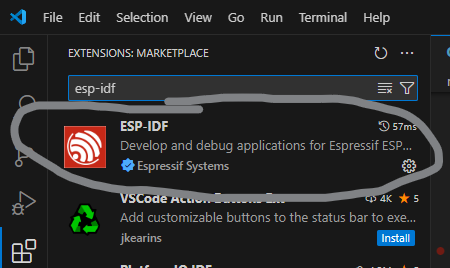 File Edit Selection View Go Run Terminal Help
EXTENSIONS: MARKETPLACE
esp-idf
ESP-IDF 57ms
Develop and debug applications for Espressif ESP...
Espressif Systems
VSCode Action Buttons Ext 4K 5
Add customizable buttons to the status bar to exe...
jkearins Install